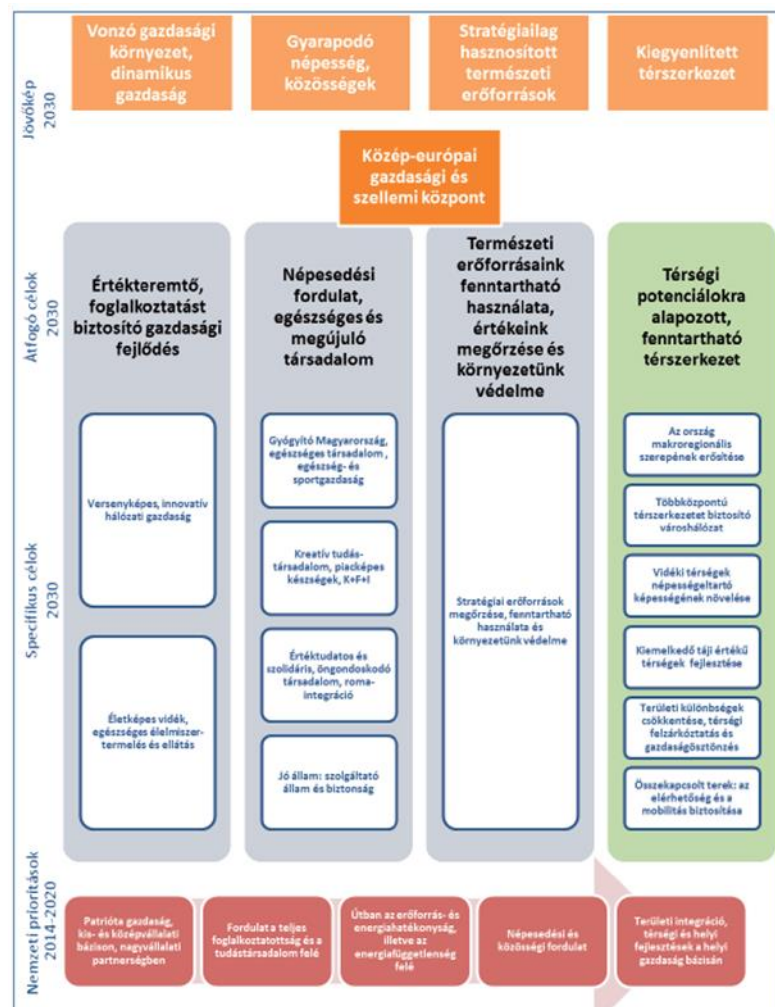 Jövőkép
2030
Vonzó gazdasági
környezet,
dinamikus
gazdaság
Gyarapodó
népesség,
közösségek
Stratégiailag
hasznosított
természeti
erőforrások
Kiegyenlített
térszerkezet
Közép-európai
gazdasági és
szellemi központ
Átfogó célok
2030
Értékteremtő,
foglalkoztatást
biztosító gazdasági
fejlődés
Népesedési
fordulat,
egészséges és
megújuló
társadalom
Természeti
erőforrásaink
fenntartható
használata,
értékeink
megőrzése és
környezetünk
védelme
Térségi
potenciálokra
alapozott,
fenntartható
térszerkezet
Specifikus célok
2030
Versenyképes, innovatív
hálózati gazdaság
Életképes vidék,
egészséges élelmiszer-
termelés és ellátás
Gyógyító Magyarország,
egészséges társadalom ,
egészség- és
sportgazdaság
Kreatív tudás-
társadalom, piacképes
készségek, K+F+I
Értéktudatos és
szolidáris, öngondoskodó
társadalom, roma-
integráció
Jó állam: szolgáltató
állam és biztonság
Stratégiai erőforrások
megőrzése, fenntartható
használata és
környezetünk védelme
Az ország
makroregionális
szerepének erősítése
Többközpontú
térszerkezetet biztosító
városhálózat
Vidéki térségek
népességeltartó
képességének növelése
Kiemelkedő táji értékű
térségek fejlesztése
Területi különbségek
csökkentése, térségi
felzárkóztatás és
gazdaságösztönzés
Összekapcsolt terek: az
elérhetőség és a
mobilitás biztosítása
Nemzeti prioritások
2014-2020
Patrióta gazdaság,
kis- és középvállalati
bázison, nagyvállalati
partnerségben
Fordulat a teljes
foglalkoztatottság és a
tudástársadalom felé
Útban az erőforrás- és
energiahatékonyság,
illetve az
energiafüggetlenség
felé
Népesedési és
közösségi fordulat
Területi integráció,
térségi és helyi
fejlesztések a helyi
gazdaság bázisán